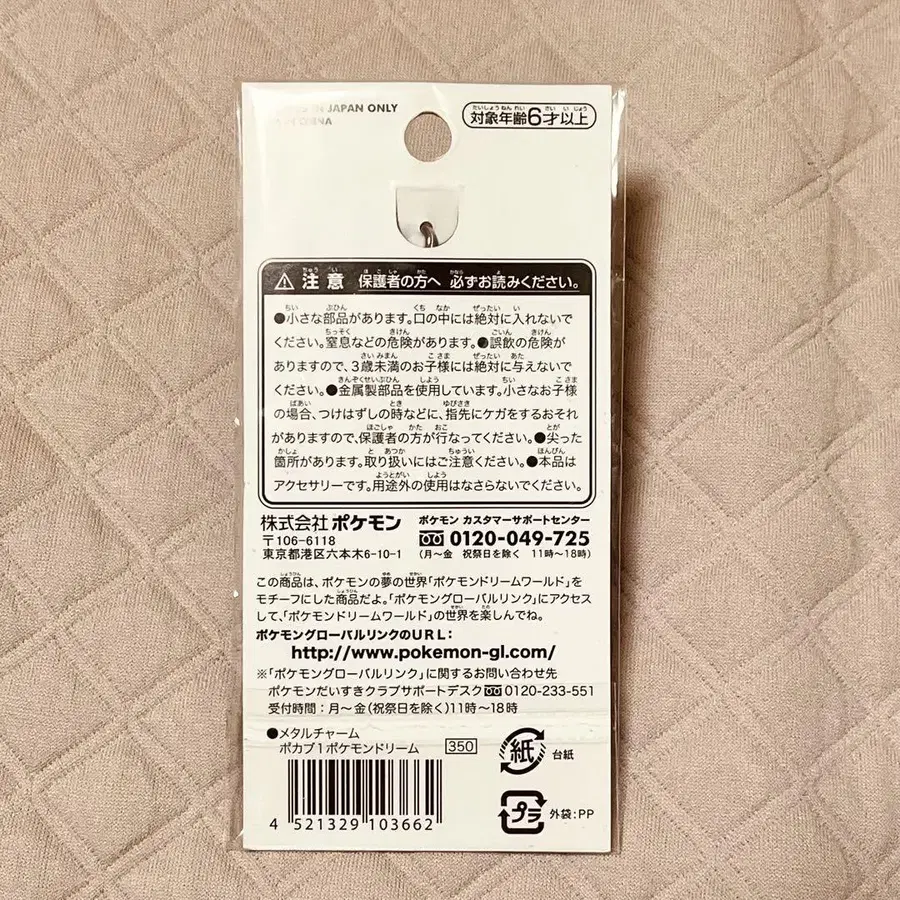 IN JAPAN ONLY
対象年齢6才以上
たいしょうねんれい さい い じょう
注意 保護者の方へ 必ずお読みください。
●小さな部品があります。口の中には絶対に入れないで
ください。窒息などの危険があります。●誤飲の危険が
ありますので、3歳未満のお子様には絶対に与えないで
ください。●金属製部品を使用しています。小さなお子様
の場合、つけはずしの時などに、指先にケガをするおそれ
がありますので、保護者の方が行なってください。●尖った
箇所があります。取り扱いにはご注意ください。●本品は
アクセサリーです。用途外の使用はなさらないでください。
株式会社ポケモン
〒106-6118
東京都港区六本木6-10-1
ポケモン カスタマーサポートセンター
0120-049-725
(月〜金 祝祭日を除く 11時〜18時)
この商品は、ポケモンの夢の世界「ポケモンドリームワールド」を
モチーフにした商品だよ。「ポケモングローバルリンク」にアクセス
して、「ポケモンドリームワールド」の世界を楽しんでね。
ポケモングローバルリンクのURL:
http://www.pokemon-gl.com/
※「ポケモングローバルリンク」に関するお問い合わせ先
ポケモンだいすきクラブサポートデスク 0120-233-551
受付時間:月〜金(祝祭日を除く)11時〜18時
●メタルチャーム
ポカブ1ポケモンドリーム 350
4 521329 103662
紙 台紙
プラ 外袋:PP